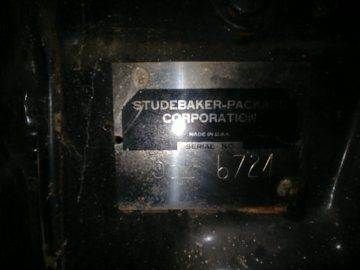 STUDEBAKER-PACKARD
CORPORATION
MADE IN U.S.A.
SERIAL NO.
6724